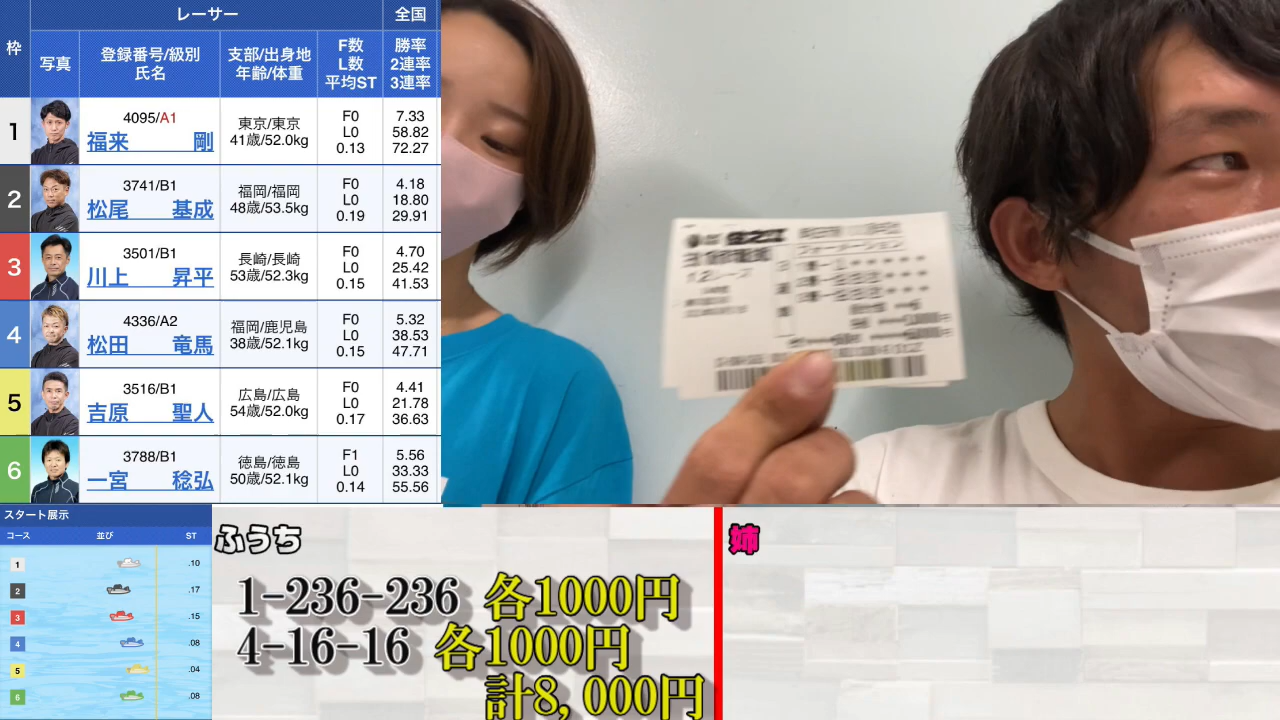 枠
レーサー
全国
写真
登録番号/級別
氏名
支部/出身地
年齢/体重
F数
L数
平均ST
勝率
2連率
3連率
1
4095/A1
福来 剛
東京/東京
41歳/52.0kg
F0
L0
0.13
7.33
58.82
72.27
2
3741/B1
松尾 基成
福岡/福岡
48歳/53.5kg
F0
L0
0.19
4.18
18.80
29.91
3
3501/B1
川上 昇平
長崎/長崎
53歳/52.3kg
F0
L0
0.15
4.70
25.42
41.53
4
4336/A2
松田 竜馬
福岡/鹿児島
38歳/52.1kg
F0
L0
0.15
5.32
38.53
47.71
5
3516/B1
吉原 聖人
広島/広島
54歳/52.0kg
F0
L0
0.17
4.41
21.78
36.63
6
3788/B1
一宮 稔弘
徳島/徳島
50歳/52.1kg
F1
L0
0.14
5.56
33.33
55.56
スタート展示
コース 並び ST
1 .10
2 .17
3 .15
4 .08
5 .04
6 .08
ふうち
1-236-236 各1000円
4-16-16 各1000円
計8,000円
姉